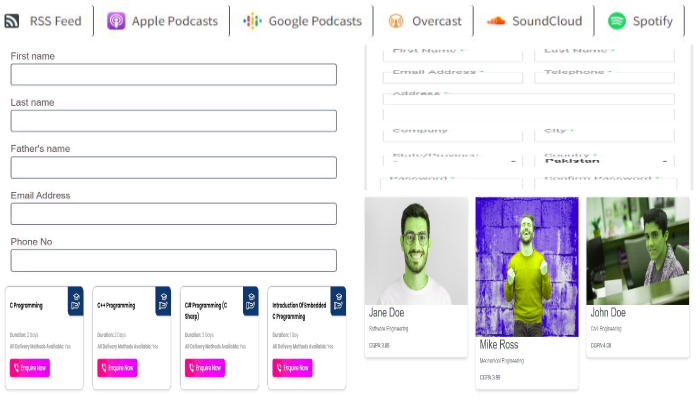 RSS Feed
Apple Podcasts
Google Podcasts
Overcast
SoundCloud
Spotify
First name
Last name
Father's name
Email Address
Phone No
First Name *
Last Name *
Email Address *
Telephone *
Address *
Company
City *
Country *
Pakistan
Password *
Confirm Password *
C Programming
Duration: 2 Days
All Delivery Methods Available: Yes
Enquire Now
C++ Programming
Duration: 2 Days
All Delivery Methods Available: Yes
Enquire Now
C# Programming (C
Sharp)
Duration: 3 Days
All Delivery Methods Available: Yes
Enquire Now
Introduction Of Embedded
C Programming
Duration: 1 Day
All Delivery Methods Available: Yes
Enquire Now
Jane Doe
Software Engineering
CGPA: 3.85
Mike Ross
Mechanical Engineering
CGPA: 3.99
John Doe
Civil Engineering
CGPA: 4.00